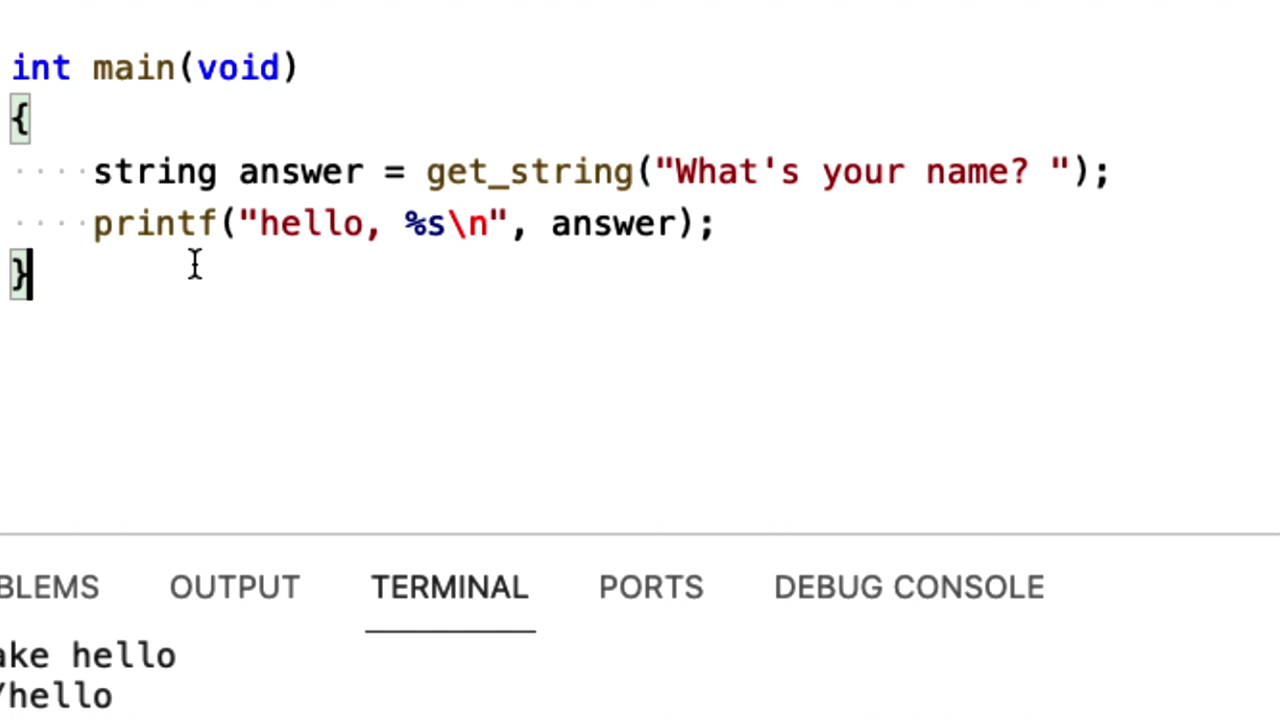 int main(void)
{
    string answer = get_string("What's your name? ");
    printf("hello, %s\n", answer);
}
BLEMS OUTPUT TERMINAL PORTS DEBUG CONSOLE
ake hello
/hello